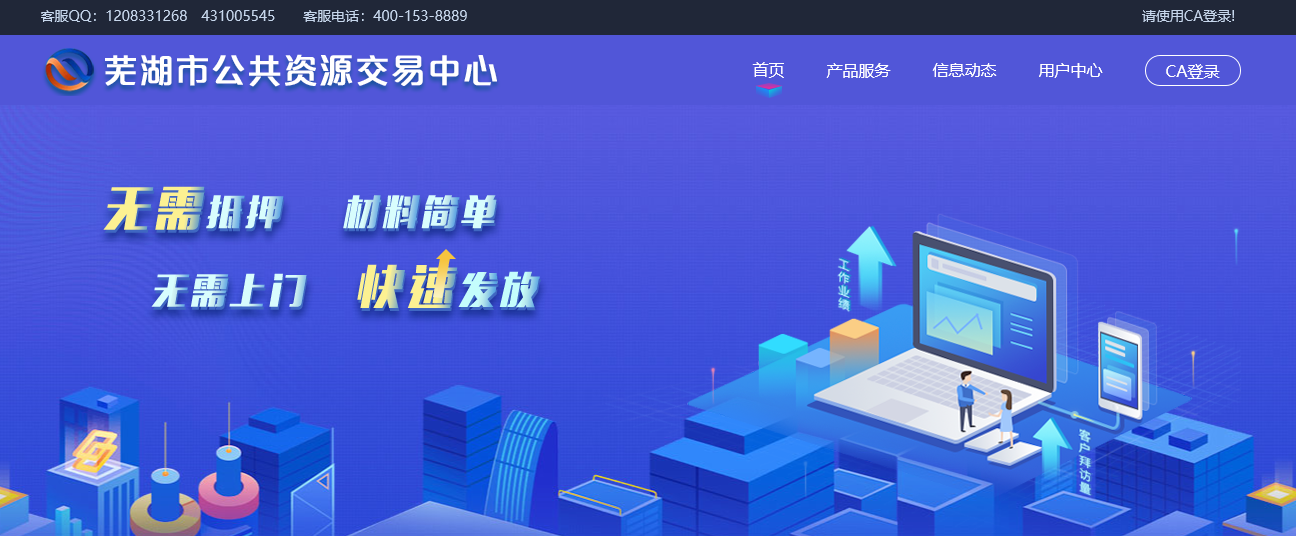 客服QQ：1208331268 431005545 客服电话：400-153-8889 请使用CA登录!
芜湖市公共资源交易中心 首页 产品服务 信息动态 用户中心 CA登录
无需抵押 材料简单
无需上门 快速发放
工作业绩
客户拜访量